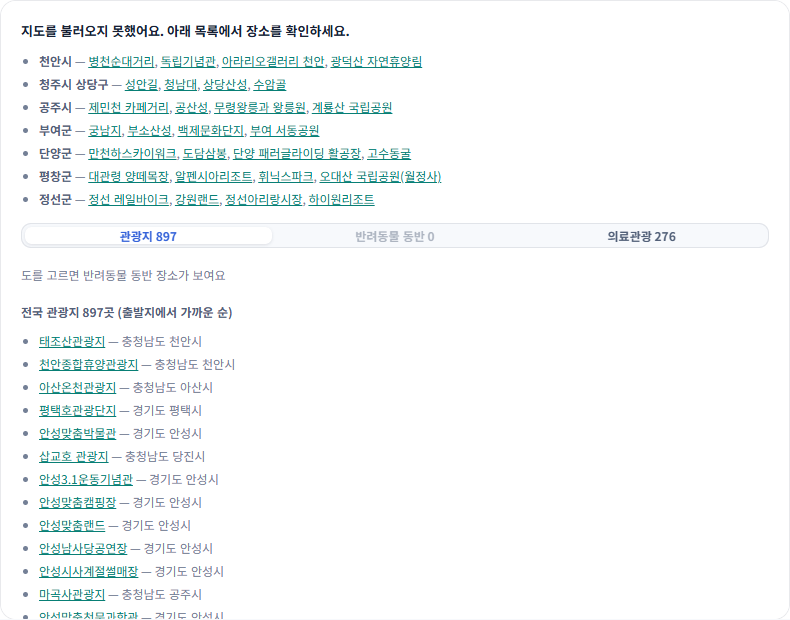 지도를 불러오지 못했어요. 아래 목록에서 장소를 확인하세요.
천안시 — 병천순대거리, 독립기념관, 아라리오갤러리 천안, 광덕산 자연휴양림
청주시 상당구 — 성안길, 청남대, 상당산성, 수암골
공주시 — 제민천 카페거리, 공산성, 무령왕릉과 왕릉원, 계룡산 국립공원
부여군 — 궁남지, 부소산성, 백제문화단지, 부여 서동공원
단양군 — 만천하스카이워크, 도담삼봉, 단양 패러글라이딩 활공장, 고수동굴
평창군 — 대관령 양떼목장, 알펜시아리조트, 휘닉스파크, 오대산 국립공원(월정사)
정선군 — 정선 레일바이크, 강원랜드, 정선아리랑시장, 하이원리조트
관광지 897 반려동물 동반 0 의료관광 276
도를 고르면 반려동물 동반 장소가 보여요
전국 관광지 897곳 (출발지에서 가까운 순)
태조산관광지 — 충청남도 천안시
천안종합휴양관광지 — 충청남도 천안시
아산온천관광지 — 충청남도 아산시
평택호관광단지 — 경기도 평택시
안성맞춤박물관 — 경기도 안성시
삽교호 관광지 — 충청남도 당진시
안성3.1운동기념관 — 경기도 안성시
안성맞춤캠핑장 — 경기도 안성시
안성맞춤랜드 — 경기도 안성시
안성남사당공연장 — 경기도 안성시
안성시사계절썰매장 — 경기도 안성시
마곡사관광지 — 충청남도 공주시
안성맞춤천문과학관 — 경기도 안성시